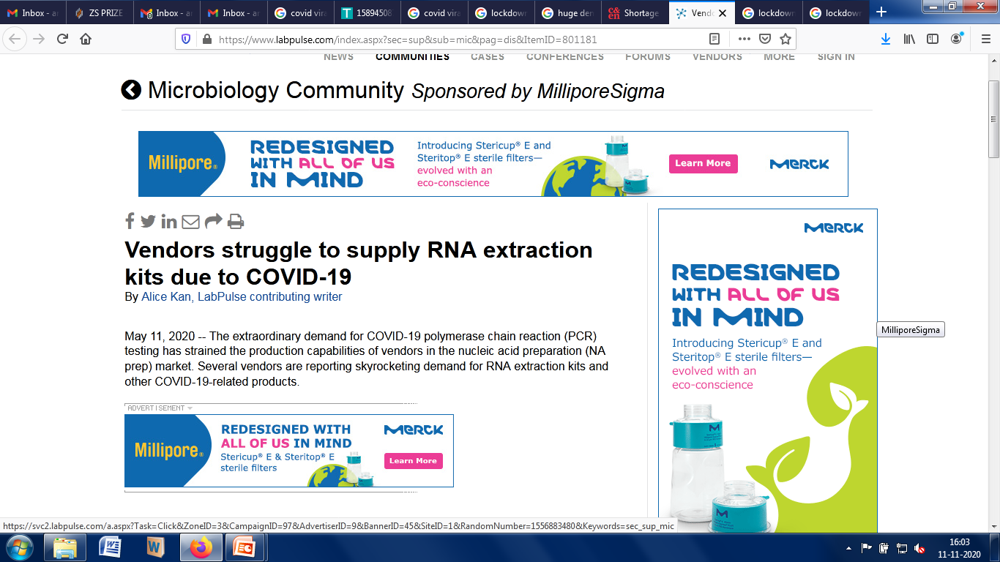 Inbox - ar
ZS PRIZE
Inbox - ar
Inbox - ar
covid vira
158945087
covid vira
lockdown
huge den
Shortage
Vendo
lockdown
lockdown
https://www.labpulse.com/index.aspx?sec=sup&sub=mic&pag=dis&ItemID=801181
NEWS COMMUNITIES CASES CONFERENCES FORUMS VENDORS MORE SIGN IN
Microbiology Community Sponsored by MilliporeSigma
Millipore®
REDESIGNED
WITH ALL OF US
IN MIND
Introducing Stericup® E and
Steritop® E sterile filters—
evolved with an
eco-conscience
Learn More
MERCK
Vendors struggle to supply RNA extraction
kits due to COVID-19
By Alice Kan, LabPulse contributing writer
May 11, 2020 -- The extraordinary demand for COVID-19 polymerase chain reaction (PCR)
testing has strained the production capabilities of vendors in the nucleic acid preparation (NA
prep) market. Several vendors are reporting skyrocketing demand for RNA extraction kits and
other COVID-19-related products.
ADVERTISEMENT
Millipore®
REDESIGNED WITH
ALL OF US IN MIND
Stericup® E & Steritop® E
sterile filters
MERCK
Learn More
MERCK
REDESIGNED
WITH ALL OF US
IN MIND
Introducing Stericup® E and
Steritop® E sterile filters—
evolved with an
eco-conscience
MilliporeSigma
https://svc2.labpulse.com/a.aspx?Task=Click&ZoneID=3&CampaignID=97&AdvertiserID=9&BannerID=45&SiteID=1&RandomNumber=1556883480&Keywords=sec_sup_mic
16:03
11-11-2020